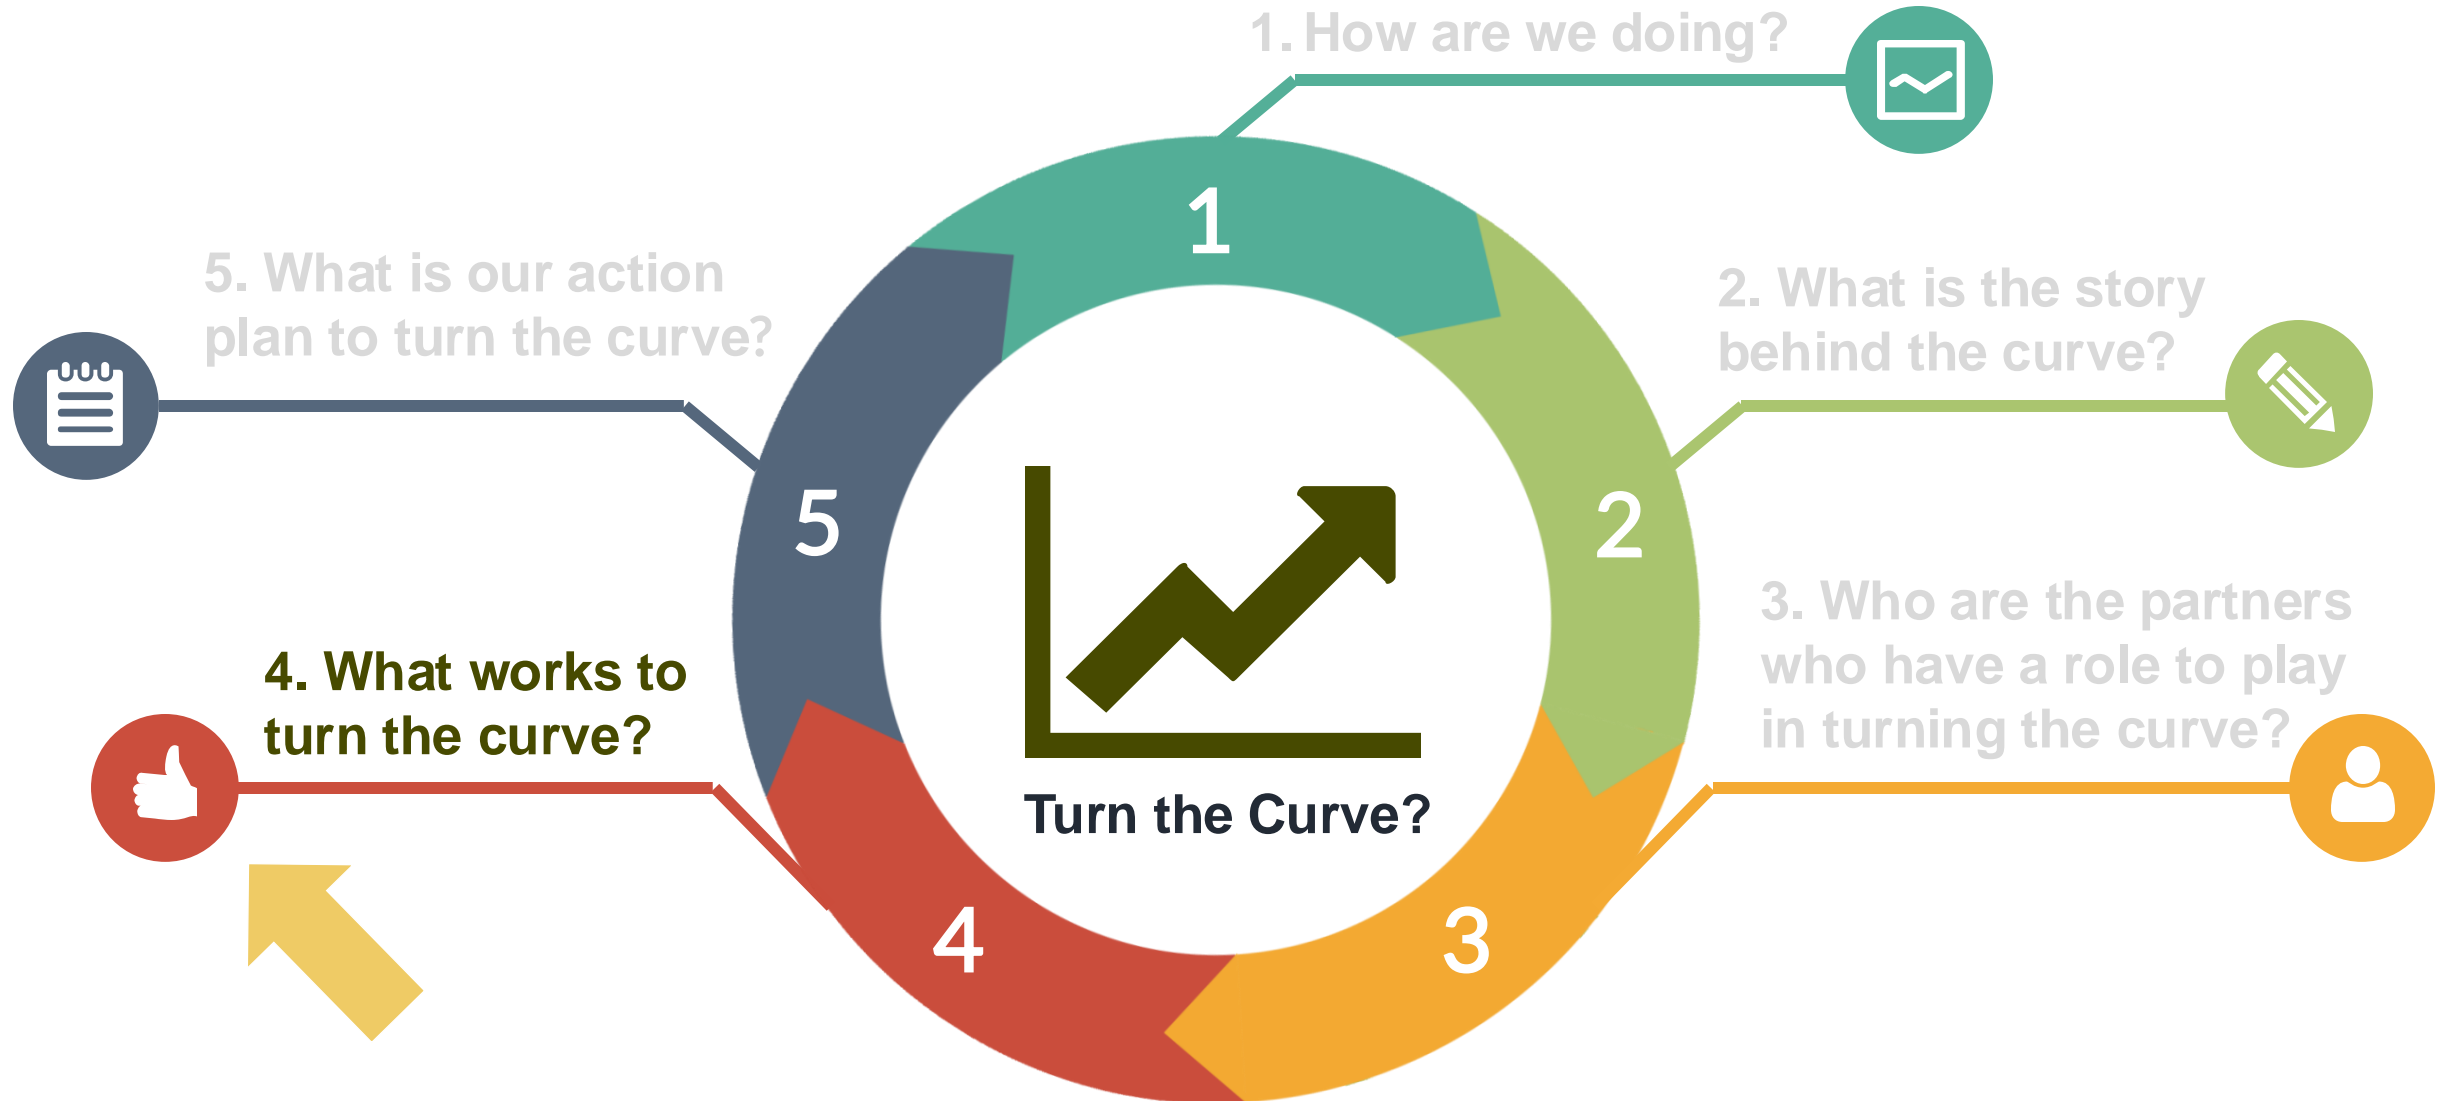 1. How are we doing?
1
5. What is our action
plan to turn the curve?
2. What is the story
behind the curve?
5
2
3. Who are the partners
who have a role to play
in turning the curve?
4. What works to
turn the curve?
Turn the Curve?
4
3